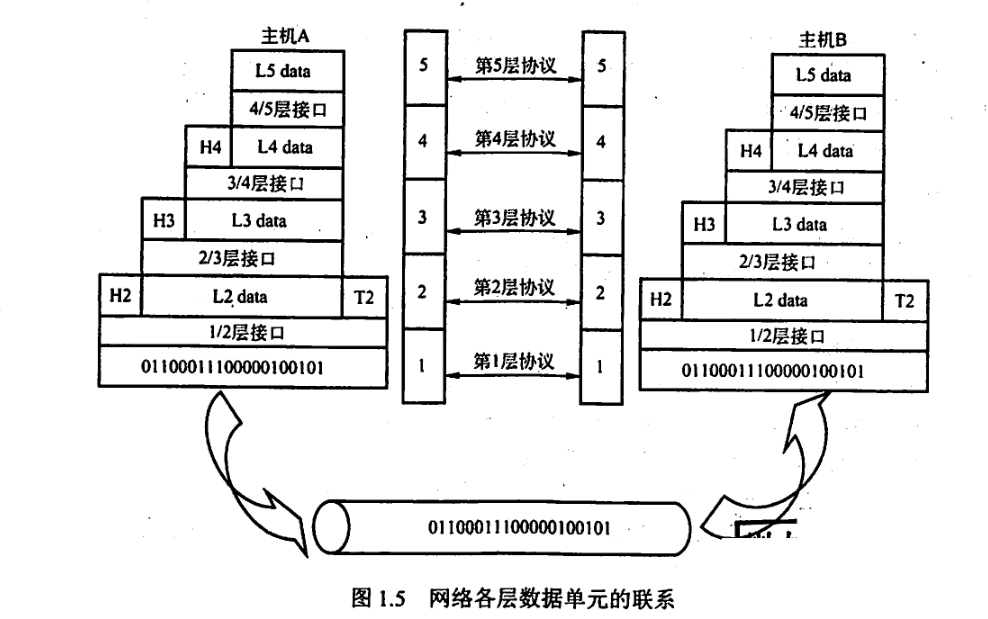 主机A
L5 data
4/5层接口
H4 L4 data
3/4层接口
H3 L3 data
2/3层接口
H2 L2 data T2
1/2层接口
01100011100000100101
5 第5层协议 5
4 第4层协议 4
3 第3层协议 3
2 第2层协议 2
1 第1层协议 1
主机B
L5 data
4/5层接口
H4 L4 data
3/4层接口
H3 L3 data
2/3层接口
H2 L2 data T2
1/2层接口
01100011100000100101
01100011100000100101
图 1.5 网络各层数据单元的联系